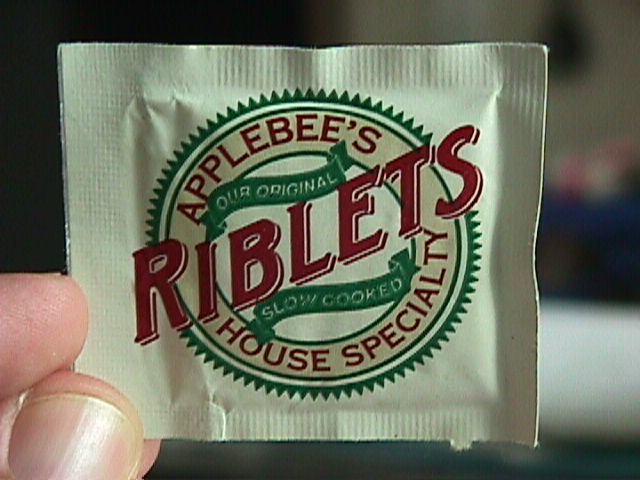 APPLEBEE'S
OUR ORIGINAL
RIBLETS
SLOW COOKED
HOUSE SPECIALTY